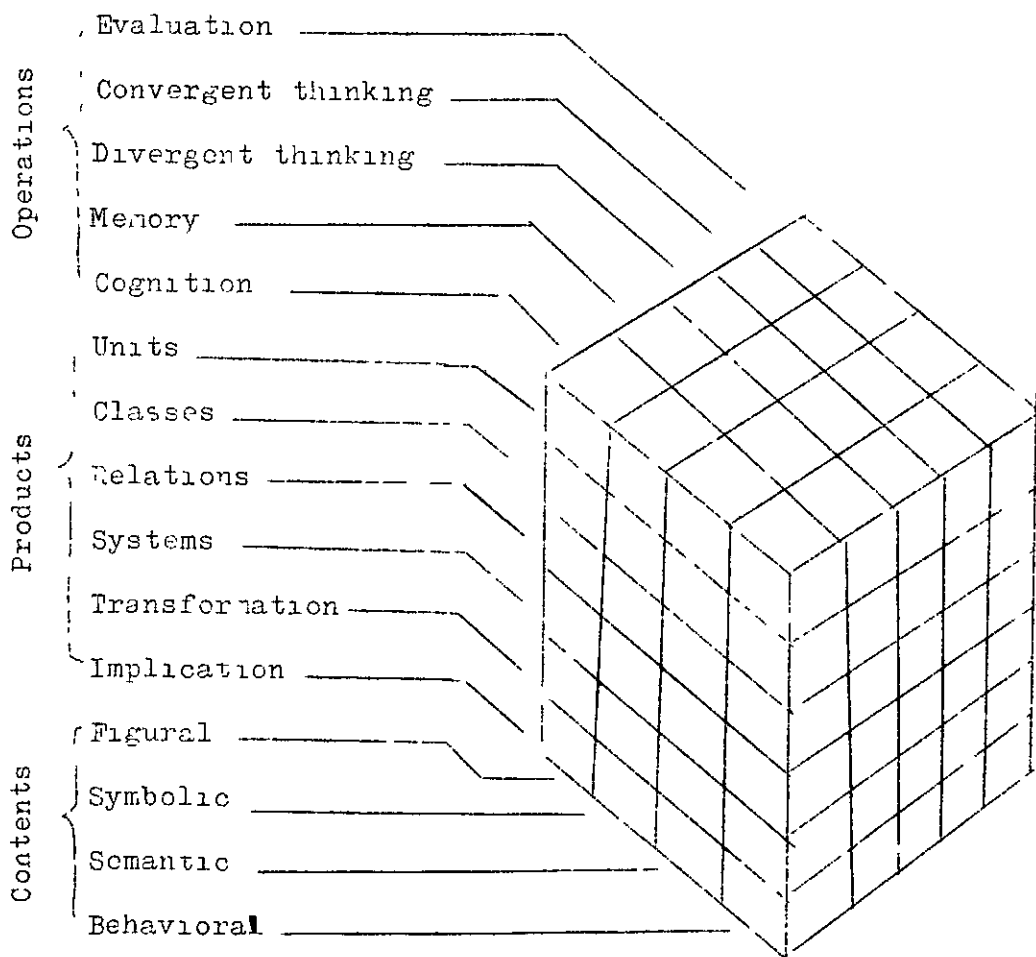 Operations
Evaluation
Convergent thinking
Divergent thinking
Memory
Cognition
Products
Units
Classes
Relations
Systems
Transformation
Implication
Contents
Figural
Symbolic
Semantic
Behavioral